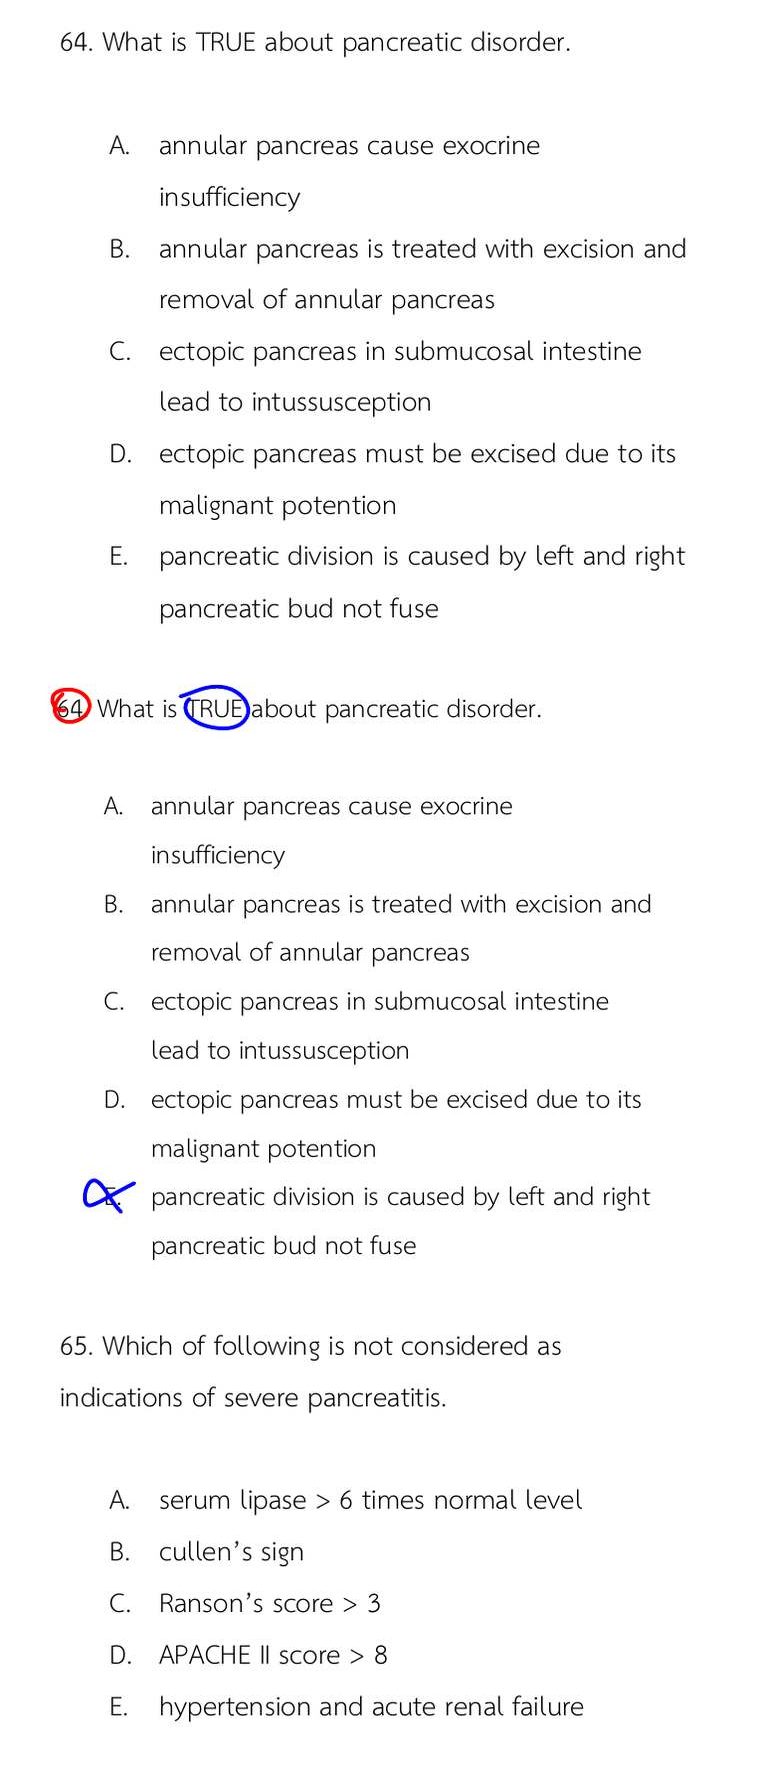 64. What is TRUE about pancreatic disorder.
A. annular pancreas cause exocrine
insufficiency
B. annular pancreas is treated with excision and
removal of annular pancreas
C. ectopic pancreas in submucosal intestine
lead to intussusception
D. ectopic pancreas must be excised due to its
malignant potention
E. pancreatic division is caused by left and right
pancreatic bud not fuse
64. What is TRUE about pancreatic disorder.
A. annular pancreas cause exocrine
insufficiency
B. annular pancreas is treated with excision and
removal of annular pancreas
C. ectopic pancreas in submucosal intestine
lead to intussusception
D. ectopic pancreas must be excised due to its
malignant potention
E. pancreatic division is caused by left and right
pancreatic bud not fuse
65. Which of following is not considered as
indications of severe pancreatitis.
A. serum lipase > 6 times normal level
B. cullen's sign
C. Ranson's score > 3
D. APACHE II score > 8
E. hypertension and acute renal failure